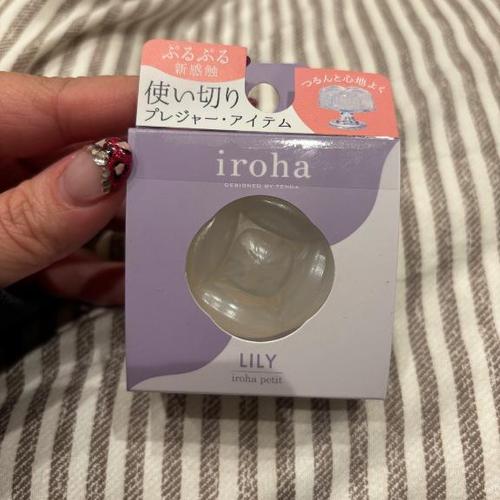 ぷるぷる
新感触
使い切り
プレジャー・アイテム
つるんと心地よく
iroha
DESIGNED BY TENGA
LILY
iroha petit